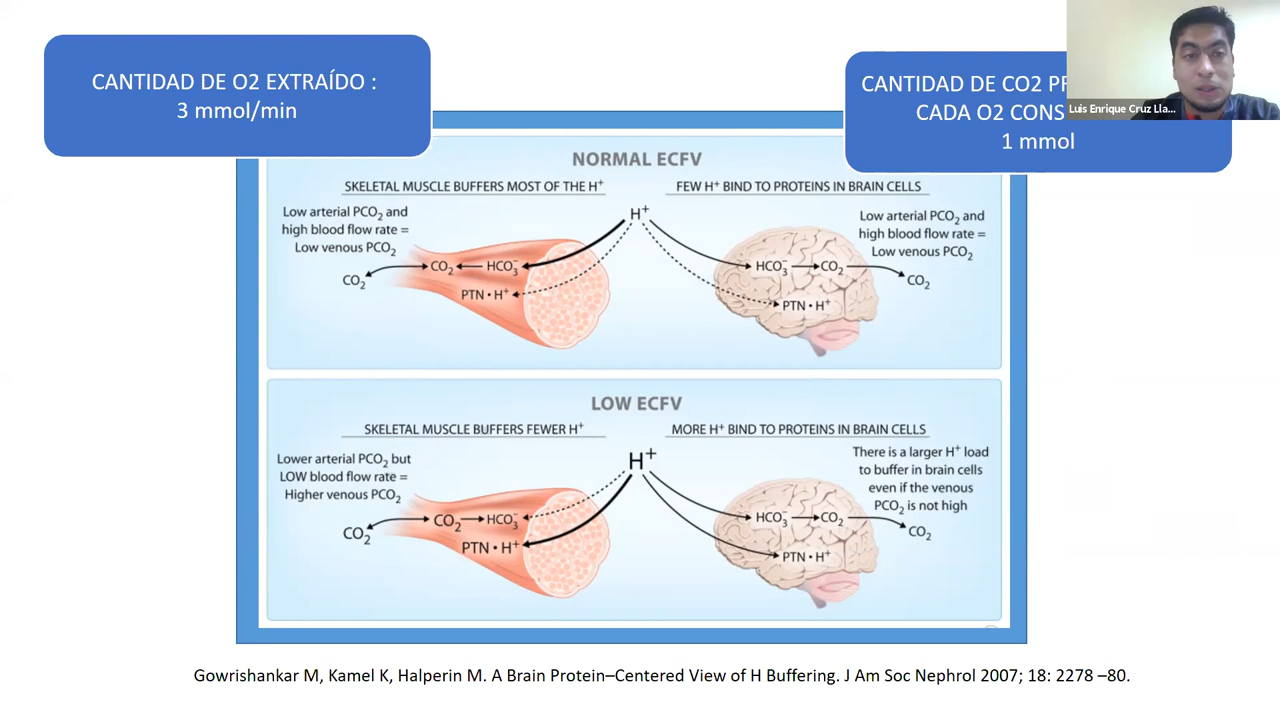 CANTIDAD DE O2 EXTRAÍDO :
3 mmol/min
CANTIDAD DE CO2
CADA O2
1 mmol
Luis Enrique Cruz Lla...
NORMAL ECFV
SKELETAL MUSCLE BUFFERS MOST OF THE H⁺
FEW H⁺ BIND TO PROTEINS IN BRAIN CELLS
Low arterial PCO₂ and
high blood flow rate =
Low venous PCO₂
H⁺
Low arterial PCO₂ and
high blood flow rate =
Low venous PCO₂
CO₂
CO₂
HCO₃⁻
PTN • H⁺
HCO₃⁻
CO₂
CO₂
PTN • H⁺
LOW ECFV
SKELETAL MUSCLE BUFFERS FEWER H⁺
MORE H⁺ BIND TO PROTEINS IN BRAIN CELLS
Lower arterial PCO₂ but
LOW blood flow rate =
Higher venous PCO₂
H⁺
There is a larger H⁺ load
to buffer in brain cells
even if the venous
PCO₂ is not high
CO₂
CO₂
HCO₃⁻
PTN • H⁺
HCO₃⁻
CO₂
CO₂
PTN • H⁺
Gowrishankar M, Kamel K, Halperin M. A Brain Protein–Centered View of H Buffering. J Am Soc Nephrol 2007; 18: 2278 –80.